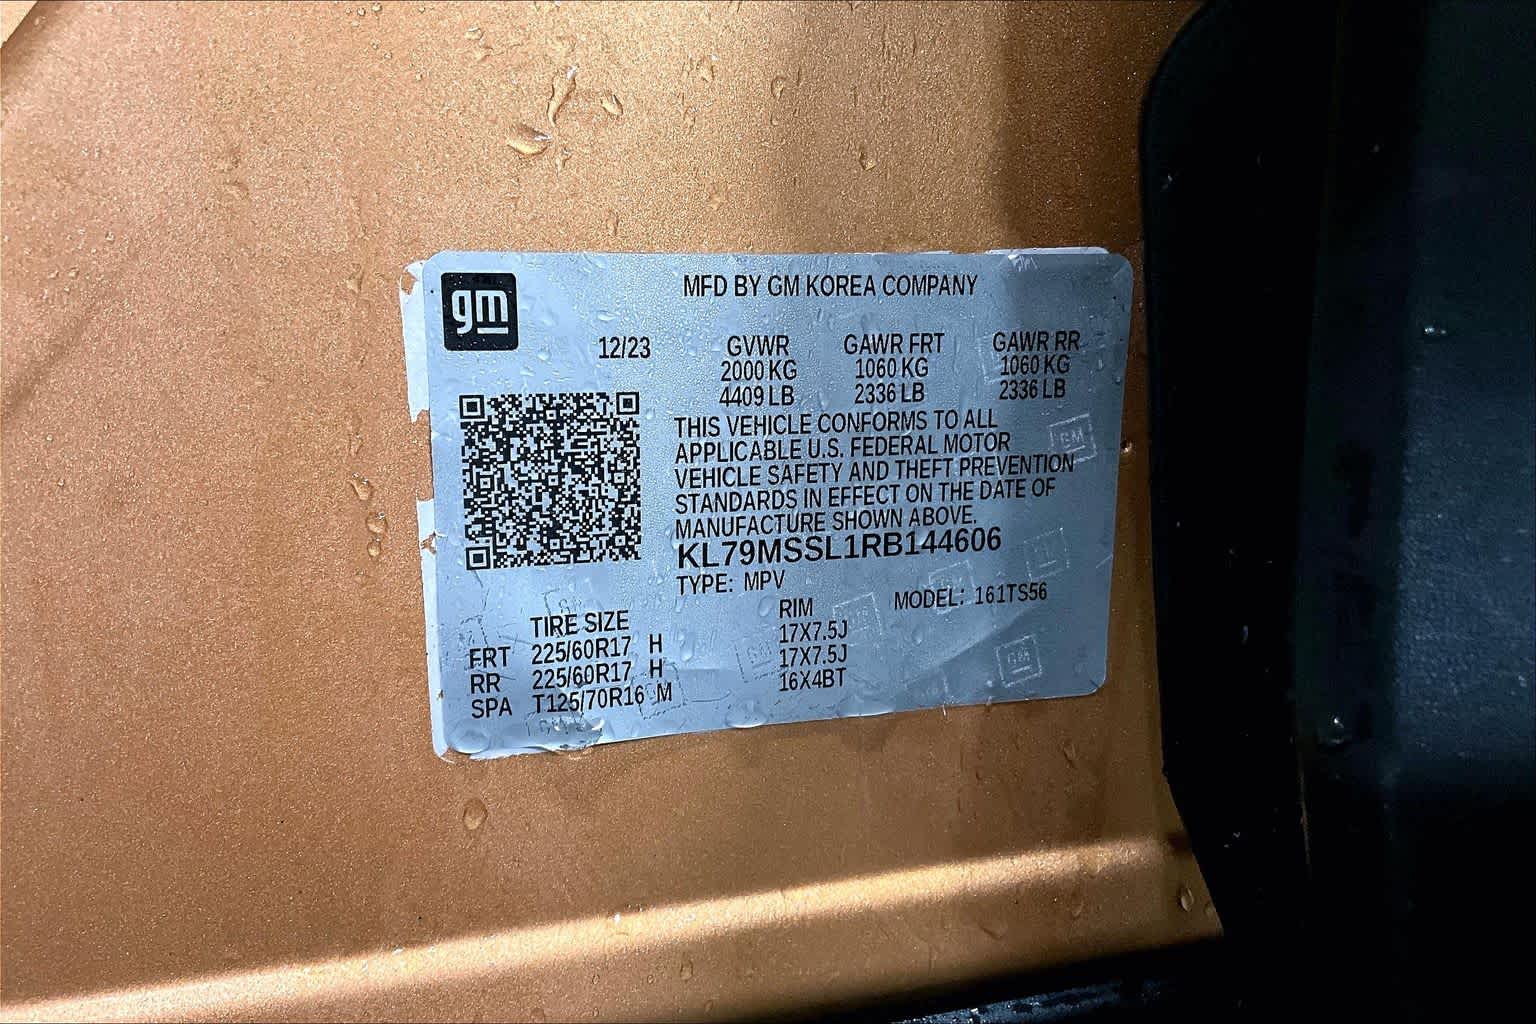 gm
MFD BY GM KOREA COMPANY
12/23
GVWR GAWR FRT GAWR RR
2000 KG 1060 KG 1060 KG
4409 LB 2336 LB 2336 LB
THIS VEHICLE CONFORMS TO ALL
APPLICABLE U.S. FEDERAL MOTOR
VEHICLE SAFETY AND THEFT PREVENTION
STANDARDS IN EFFECT ON THE DATE OF
MANUFACTURE SHOWN ABOVE.
KL79MSSL1RB144606
TYPE: MPV
MODEL: 161TS56
TIRE SIZE RIM
FRT 225/60R17 H 17X7.5J
RR 225/60R17 H 17X7.5J
SPA T125/70R16 M 16X4BT
GM
GM